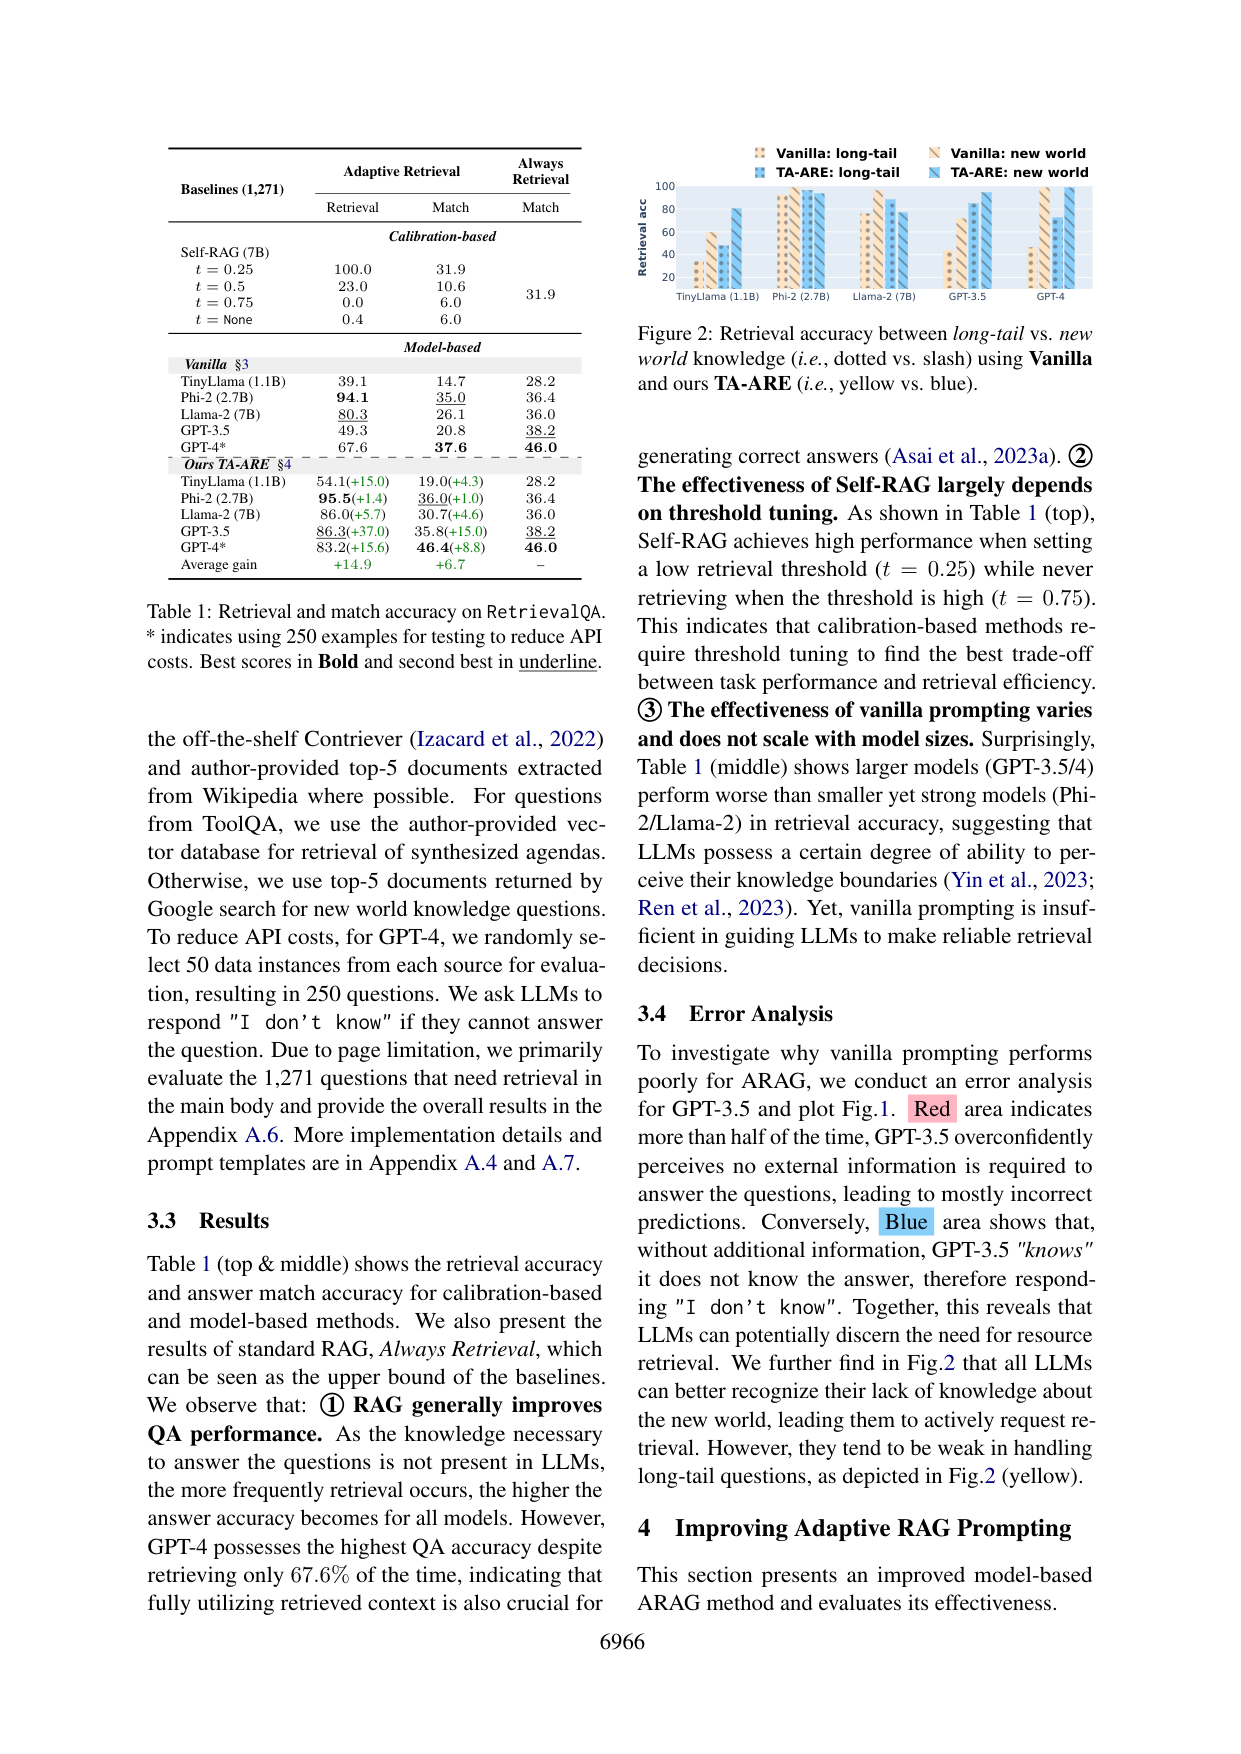 Baselines (1,271) Adaptive Retrieval Always Retrieval
Retrieval Match Match
Calibration-based
Self-RAG (7B)
t = 0.25 100.0 31.9
t = 0.5 23.0 10.6
31.9
t = 0.75 0.0 6.0
t = None 0.4 6.0
Model-based
Vanilla §3
TinyLlama (1.1B) 39.1 14.7 28.2
Phi-2 (2.7B) 94.1 35.0 36.4
Llama-2 (7B) 80.3 26.1 36.0
GPT-3.5 49.3 20.8 38.2
GPT-4* 67.6 37.6 46.0
Ours TA-ARE §4
TinyLlama (1.1B) 54.1(+15.0) 19.0(+4.3) 28.2
Phi-2 (2.7B) 95.5(+1.4) 36.0(+1.0) 36.4
Llama-2 (7B) 86.0(+5.7) 30.7(+4.6) 36.0
GPT-3.5 86.3(+37.0) 35.8(+15.0) 38.2
GPT-4* 83.2(+15.6) 46.4(+8.8) 46.0
Average gain +14.9 +6.7 –
Table 1: Retrieval and match accuracy on RetrievalQA.
* indicates using 250 examples for testing to reduce API
costs. Best scores in Bold and second best in underline.
the off-the-shelf Contriever (Izacard et al., 2022)
and author-provided top-5 documents extracted
from Wikipedia where possible. For questions
from ToolQA, we use the author-provided vec-
tor database for retrieval of synthesized agendas.
Otherwise, we use top-5 documents returned by
Google search for new world knowledge questions.
To reduce API costs, for GPT-4, we randomly se-
lect 50 data instances from each source for evalua-
tion, resulting in 250 questions. We ask LLMs to
respond "I don't know" if they cannot answer
the question. Due to page limitation, we primarily
evaluate the 1,271 questions that need retrieval in
the main body and provide the overall results in the
Appendix A.6. More implementation details and
prompt templates are in Appendix A.4 and A.7.
3.3 Results
Table 1 (top & middle) shows the retrieval accuracy
and answer match accuracy for calibration-based
and model-based methods. We also present the
results of standard RAG, Always Retrieval, which
can be seen as the upper bound of the baselines.
We observe that: ① RAG generally improves
QA performance. As the knowledge necessary
to answer the questions is not present in LLMs,
the more frequently retrieval occurs, the higher the
answer accuracy becomes for all models. However,
GPT-4 possesses the highest QA accuracy despite
retrieving only 67.6% of the time, indicating that
fully utilizing retrieved context is also crucial for
Vanilla: long-tail Vanilla: new world
TA-ARE: long-tail TA-ARE: new world
Retrieval acc
100
80
60
40
20
TinyLlama (1.1B) Phi-2 (2.7B) Llama-2 (7B) GPT-3.5 GPT-4
Figure 2: Retrieval accuracy between long-tail vs. new
world knowledge (i.e., dotted vs. slash) using Vanilla
and ours TA-ARE (i.e., yellow vs. blue).
generating correct answers (Asai et al., 2023a). ②
The effectiveness of Self-RAG largely depends
on threshold tuning. As shown in Table 1 (top),
Self-RAG achieves high performance when setting
a low retrieval threshold (t = 0.25) while never
retrieving when the threshold is high (t = 0.75).
This indicates that calibration-based methods re-
quire threshold tuning to find the best trade-off
between task performance and retrieval efficiency.
③ The effectiveness of vanilla prompting varies
and does not scale with model sizes. Surprisingly,
Table 1 (middle) shows larger models (GPT-3.5/4)
perform worse than smaller yet strong models (Phi-
2/Llama-2) in retrieval accuracy, suggesting that
LLMs possess a certain degree of ability to per-
ceive their knowledge boundaries (Yin et al., 2023;
Ren et al., 2023). Yet, vanilla prompting is insuf-
ficient in guiding LLMs to make reliable retrieval
decisions.
3.4 Error Analysis
To investigate why vanilla prompting performs
poorly for ARAG, we conduct an error analysis
for GPT-3.5 and plot Fig.1. Red area indicates
more than half of the time, GPT-3.5 overconfidently
perceives no external information is required to
answer the questions, leading to mostly incorrect
predictions. Conversely, Blue area shows that,
without additional information, GPT-3.5 "knows"
it does not know the answer, therefore respond-
ing "I don't know". Together, this reveals that
LLMs can potentially discern the need for resource
retrieval. We further find in Fig.2 that all LLMs
can better recognize their lack of knowledge about
the new world, leading them to actively request re-
trieval. However, they tend to be weak in handling
long-tail questions, as depicted in Fig.2 (yellow).
4 Improving Adaptive RAG Prompting
This section presents an improved model-based
ARAG method and evaluates its effectiveness.
6966